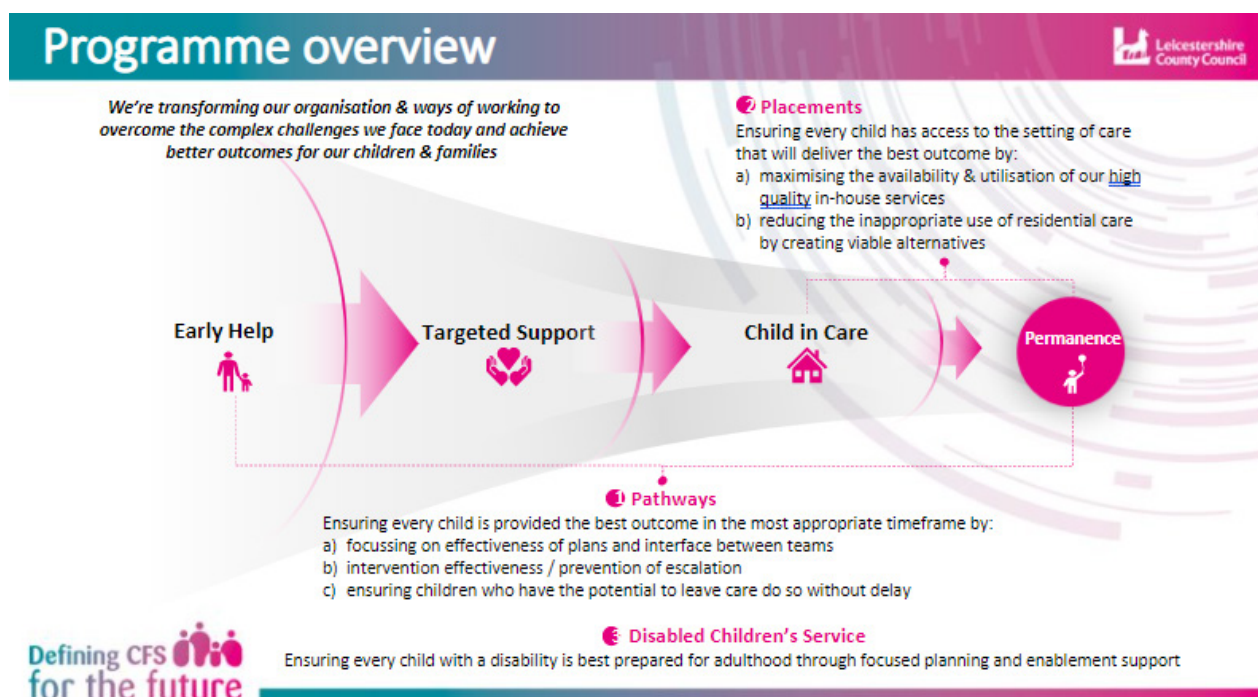 Programme overview
Leicestershire
County Council
We're transforming our organisation & ways of working to
overcome the complex challenges we face today and achieve
better outcomes for our children & families
2 Placements
Ensuring every child has access to the setting of care
that will deliver the best outcome by:
a) maximising the availability & utilisation of our high
quality in-house services
b) reducing the inappropriate use of residential care
by creating viable alternatives
Early Help
Targeted Support
Child in Care
Permanence
1 Pathways
Ensuring every child is provided the best outcome in the most appropriate timeframe by:
a) focussing on effectiveness of plans and interface between teams
b) intervention effectiveness / prevention of escalation
c) ensuring children who have the potential to leave care do so without delay
3 Disabled Children's Service
Ensuring every child with a disability is best prepared for adulthood through focused planning and enablement support
Defining CFS
for the future